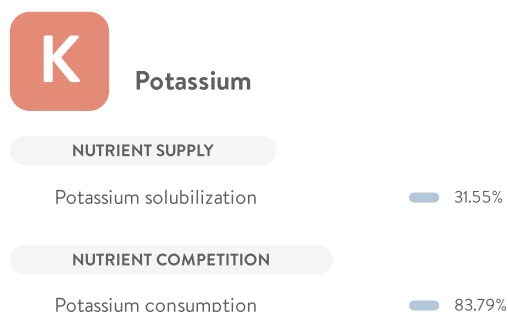 K
Potassium
NUTRIENT SUPPLY
Potassium solubilization 31.55%
NUTRIENT COMPETITION
Potassium consumption 83.79%